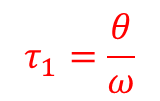 τ₁ = θ/ω